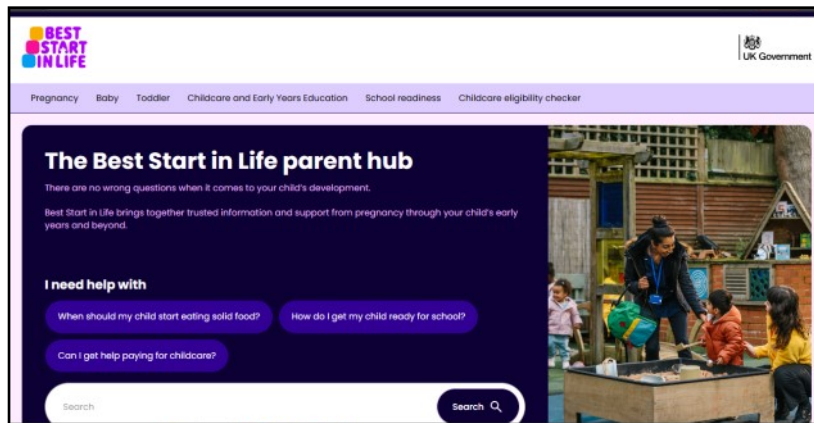 BEST
START
IN LIFE
UK Government
Pregnancy Baby Toddler Childcare and Early Years Education School readiness Childcare eligibility checker
The Best Start in Life parent hub
There are no wrong questions when it comes to your child's development.
Best Start in Life brings together trusted information and support from pregnancy through your child's early
years and beyond.
I need help with
When should my child start eating solid food?
How do I get my child ready for school?
Can I get help paying for childcare?
Search
Search